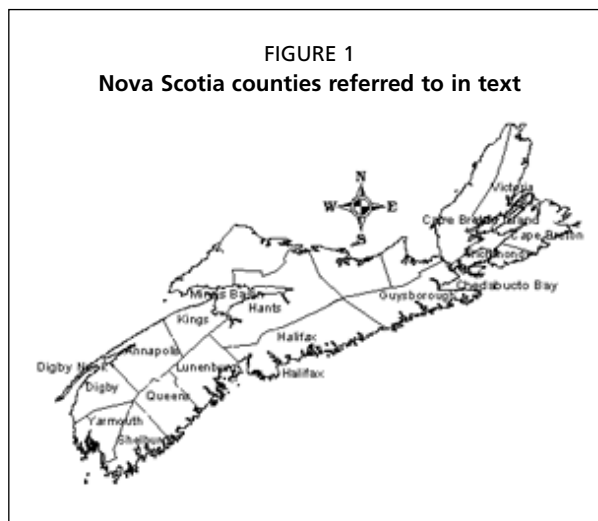 FIGURE 1
Nova Scotia counties referred to in text
N
W E
S
Victoria
Cape Breton Island
Cape Breton
Richmond
Chedabucto Bay
Guysborough
Minas Basin
Hants
Kings
Halifax
Annapolis
Lunenburg
Halifax
Digby Neck
Digby
Queens
Yarmouth
Shelburne